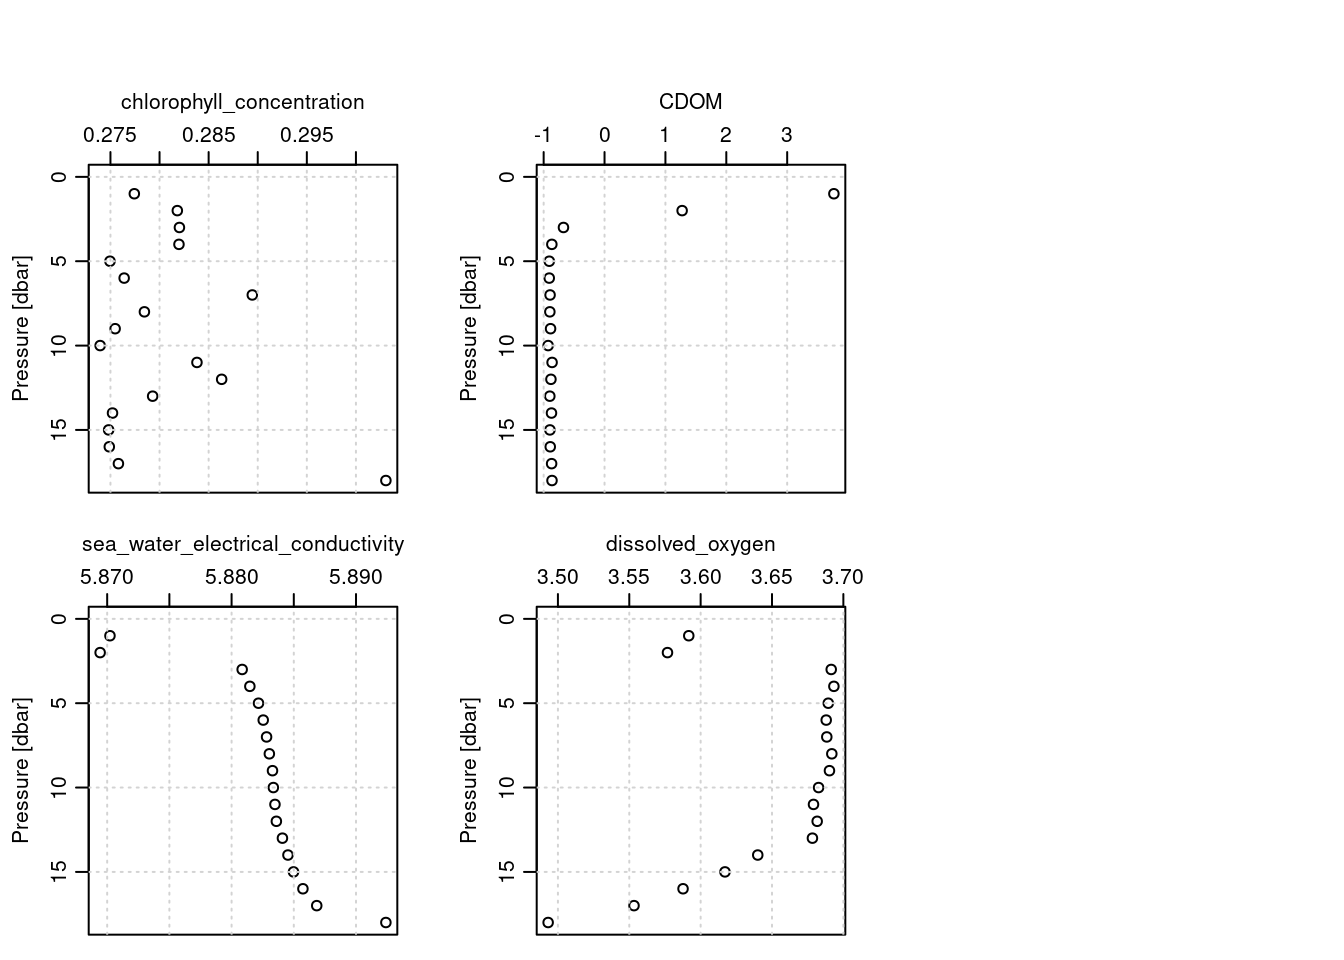 chlorophyll_concentration
0.275 0.285 0.295
0
5
10
15
Pressure [dbar]
CDOM
-1 0 1 2 3
0
5
10
15
Pressure [dbar]
sea_water_electrical_conductivity
5.870 5.880 5.890
0
5
10
15
Pressure [dbar]
dissolved_oxygen
3.50 3.55 3.60 3.65 3.70
0
5
10
15
Pressure [dbar]